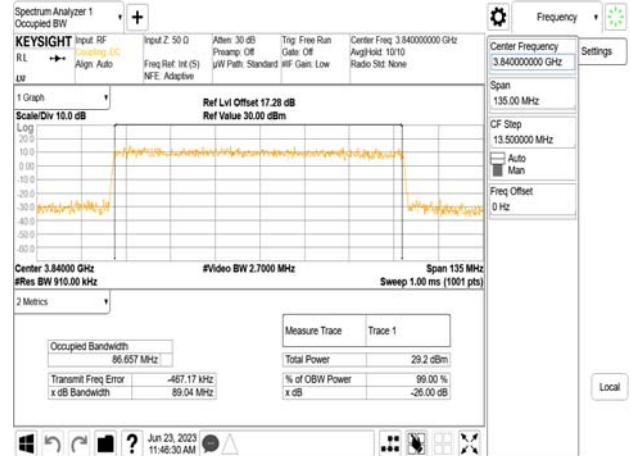 Spectrum Analyzer 1
Occupied BW
Frequency
KEYSIGHT
Input: RF
Coupling: DC
Align: Auto
Input Z: 50 Ω
Freq Ref: Int (S)
NFE: Adaptive
Atten: 30 dB
Preamp: Off
µW Path: Standard
Trig: Free Run
Gate: Off
#IF Gain: Low
Center Freq: 3.840000000 GHz
Avg|Hold: 10/10
Radio Std: None
RL
Center Frequency
3.840000000 GHz
Settings
Span
135.00 MHz
CF Step
13.500000 MHz
Auto
Man
Freq Offset
0 Hz
Local
1 Graph
Scale/Div 10.0 dB
Ref Lvl Offset 17.28 dB
Ref Value 30.00 dBm
Log
20.0
10.0
0.00
-10.0
-20.0
-30.0
-40.0
-50.0
-60.0
Center 3.84000 GHz
#Res BW 910.00 kHz
#Video BW 2.7000 MHz
Span 135 MHz
Sweep 1.00 ms (1001 pts)
2 Metrics
Measure Trace Trace 1
Occupied Bandwidth
86.657 MHz
Total Power 29.2 dBm
Transmit Freq Error -467.17 kHz
% of OBW Power 99.00 %
x dB Bandwidth 89.04 MHz
x dB -26.00 dB
Jun 23, 2023
11:46:30 AM